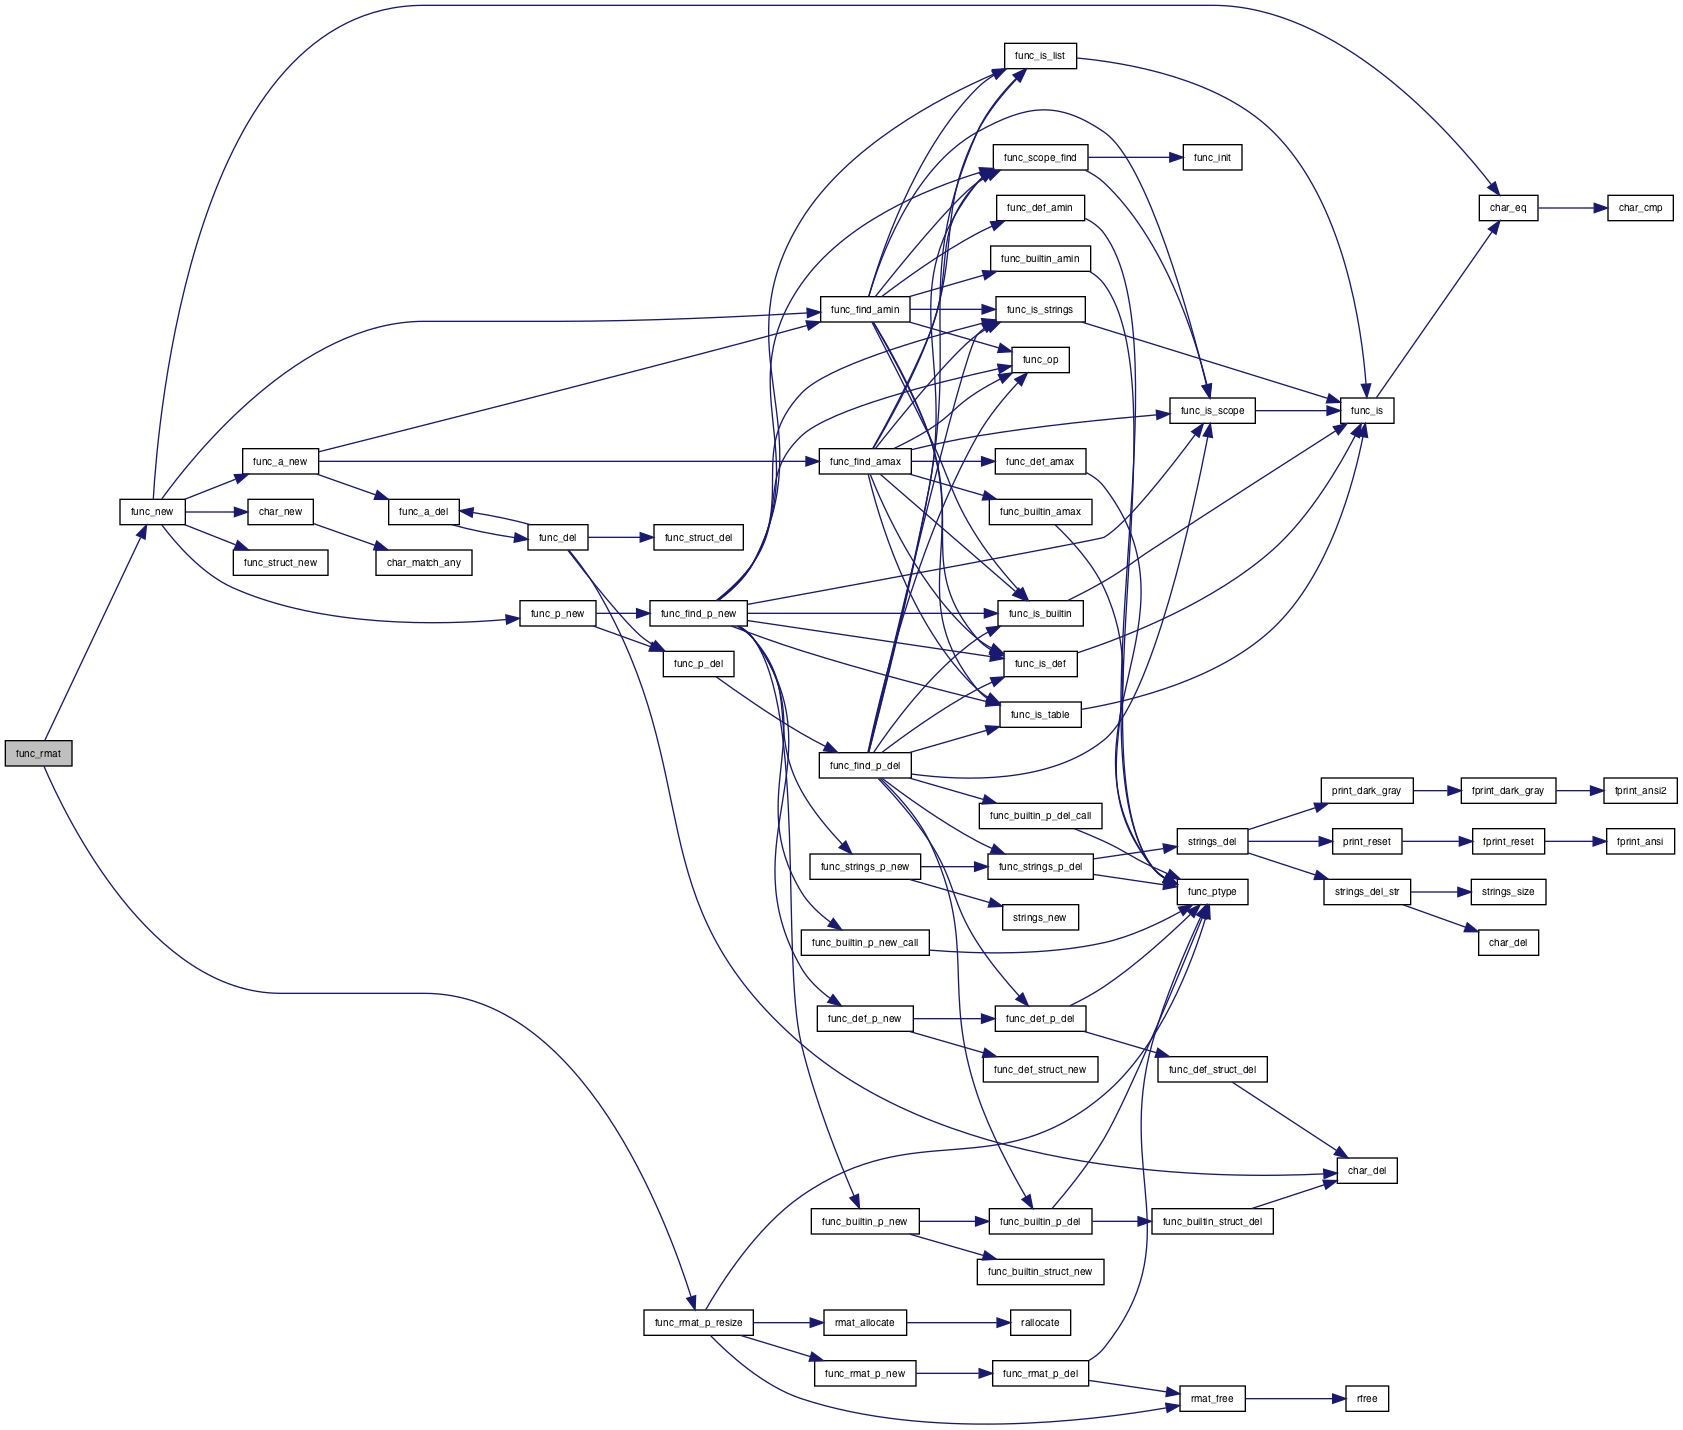 func_rmat
func_new
func_a_new
char_new
func_struct_new
func_a_del
char_match_any
func_del
func_p_new
func_struct_del
func_find_p_new
func_p_del
func_rmat_p_resize
func_find_amin
func_find_amax
func_find_p_del
func_strings_p_new
func_builtin_p_new_call
func_def_p_new
func_builtin_p_new
rmat_allocate
func_rmat_p_new
func_is_list
func_scope_find
func_def_amin
func_builtin_amin
func_is_strings
func_op
func_def_amax
func_builtin_amax
func_is_builtin
func_is_def
func_is_table
func_builtin_p_del_call
func_strings_p_del
strings_new
func_def_p_del
func_def_struct_new
func_builtin_p_del
func_builtin_struct_new
rallocate
func_rmat_p_del
func_init
func_is_scope
strings_del
func_ptype
func_def_struct_del
func_builtin_struct_del
rmat_free
func_is
print_dark_gray
print_reset
strings_del_str
char_del
rfree
char_eq
fprint_dark_gray
fprint_reset
strings_size
char_del
char_cmp
fprint_ansi2
fprint_ansi